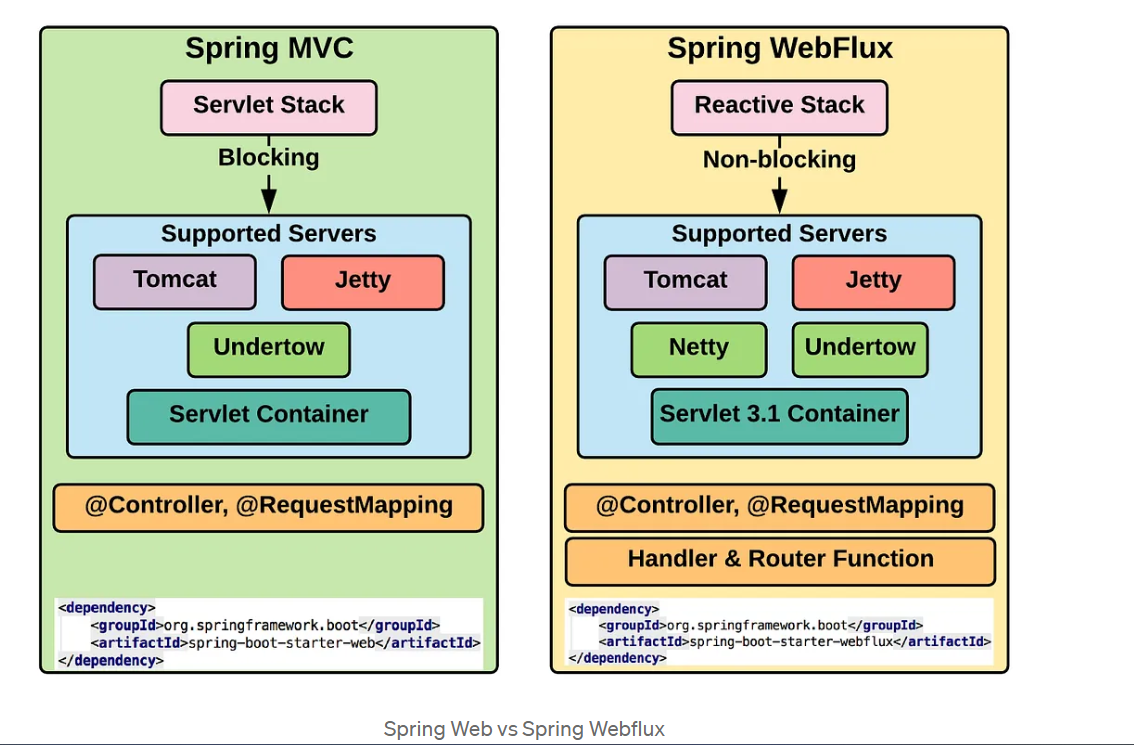 Spring MVC
Servlet Stack
Blocking
Supported Servers
Tomcat
Jetty
Undertow
Servlet Container
@Controller, @RequestMapping
<dependency>
<groupId>org.springframework.boot</groupId>
<artifactId>spring-boot-starter-web</artifactId>
</dependency>
Spring WebFlux
Reactive Stack
Non-blocking
Supported Servers
Tomcat
Jetty
Netty
Undertow
Servlet 3.1 Container
@Controller, @RequestMapping
Handler & Router Function
<dependency>
<groupId>org.springframework.boot</groupId>
<artifactId>spring-boot-starter-webflux</artifactId>
</dependency>
Spring Web vs Spring Webflux